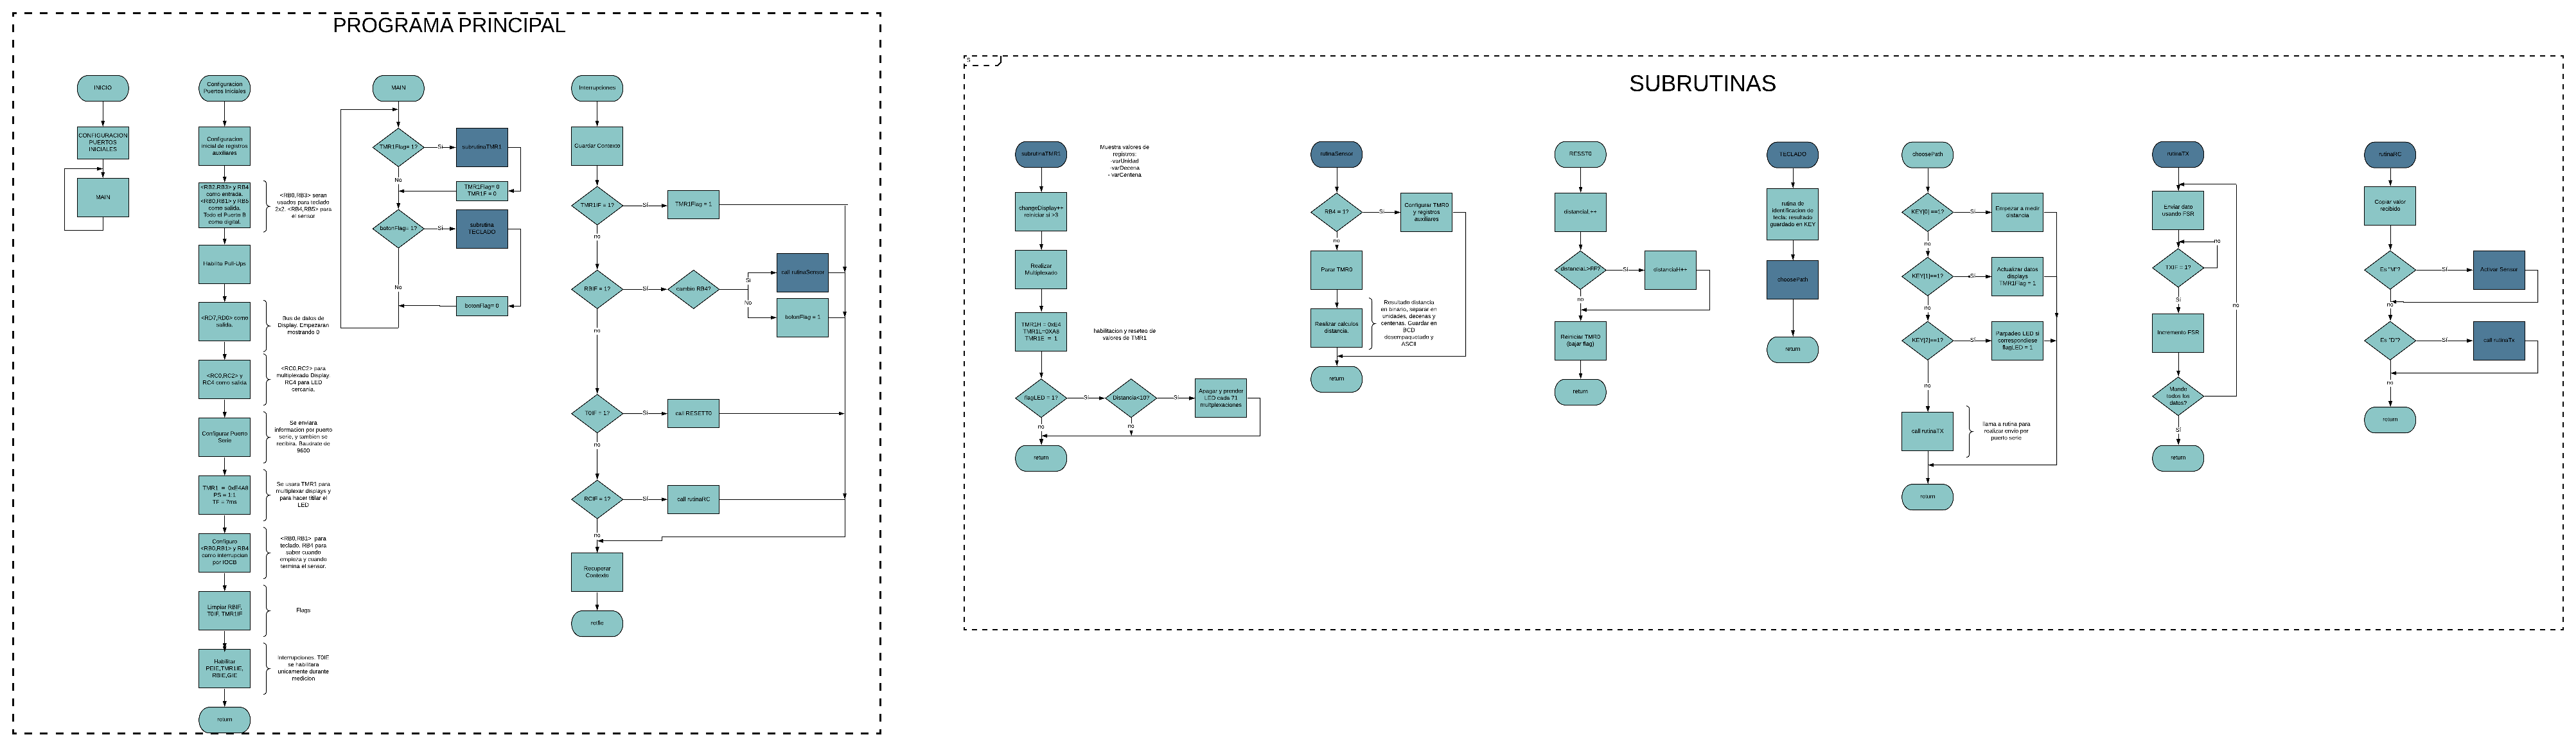 PROGRAMA PRINCIPAL
INICIO
CONFIGURACION
PUERTOS
INICIALES
MAIN
Configuracion
Puertos Iniciales
Configuracion
inicial de registros
auxiliares
<RB2,RB3> y RB4
como entrada.
<RB0,RB1> y RB5
como salida.
Todo el Puerto B
como digital.
<RB0,RB3> seran
usados para teclado
2x2. <RB4,RB5> para
el sensor
Habilito Pull-Ups
<RD7,RD0> como
salida.
Bus de datos de
Display. Empezaran
mostrando 0
<RC0,RC2> y
RC4 como salida
<RC0,RC2> para
multiplexado Display.
RC4 para LED
cercania.
Configurar Puerto
Serie
Se enviara
informacion por puerto
serie, y tambien se
recibira. Baudrate de
9600
TMR1 = 0xE4A8
PS = 1:1
TF = 7ms
Se usara TMR1 para
multiplexar displays y
para hacer titilar el
LED
Configuro
<RB0,RB1> y RB4
como interrupcion
por IOCB
<RB0,RB1> para
teclado. RB4 para
saber cuando
empieza y cuando
termina el sensor.
Limpiar RBIF,
T0IF, TMR1IF
Flags
Habilitar
PEIE,TMR1IE,
RBIE,GIE
Interrupciones. T0IE
se habilitara
unicamente durante
medicion
return
MAIN
TMR1Flag= 1?
Si
subrutinaTMR1
No
TMR1Flag= 0
TMR1F = 0
botonFlag= 1?
Si
subrutina
TECLADO
No
botonFlag= 0
Interrupciones
Guardar Contexto
TMR1IF = 1?
Sí
TMR1Flag = 1
no
RBIF = 1?
Sí
cambio RB4?
Si
call rutinaSensor
No
botonFlag = 1
no
T0IF = 1?
Sí
call RESETT0
no
RCIF = 1?
Sí
call rutinaRC
no
Recuperar
Contexto
retfie
S
SUBRUTINAS
subrutinaTMR1
Muestra valores de
registros:
-varUnidad
-varDecena
- varCentena
changeDisplay++
reiniciar si >3
Realizar
Multiplexado
TMR1H = 0xE4
TMR1L=0XA8
TMR1E = 1
habilitacion y reseteo de
valores de TMR1
flagLED = 1?
Si
Distancia<10?
Si
Apagar y prender
LED cada 71
multiplexaciones
no
no
return
rutinaSensor
RB4 = 1?
Si
Configurar TMR0
y registros
auxiliares
no
Parar TMR0
Realizar calculos
distancia.
Resultado distancia
en binario, separar en
unidades, decenas y
centenas. Guardar en
BCD
desempaquetado y
ASCII
return
RESST0
distanciaL++
distanciaL>FF?
Si
distanciaH++
no
Reiniciar TMR0
(bajar flag)
return
TECLADO
rutina de
identificacion de
tecla; resultado
guardado en KEY
choosePath
return
choosePath
KEY[0] ==1?
Si
Empezar a medir
distancia
no
KEY[1]==1?
Si
Actualizar datos
displays
TMR1Flag = 1
no
KEY[2]==1?
Si
Parpadeo LED si
correspondiese
flagLED = 1
no
call rutinaTX
llama a rutina para
realizar envio por
puerto serie
return
rutinaTX
Enviar dato
usando FSR
no
TXIF = 1?
Si
no
Incremento FSR
Mando
todos los
datos?
Sí
return
rutinaRC
Copiar valor
recibido
Es "M"?
Sí
Activar Sensor
no
Es "D"?
Sí
call rutinaTx
no
return